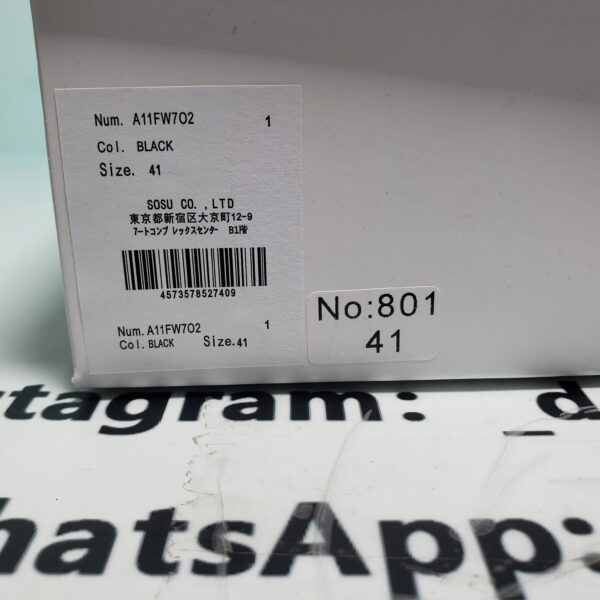 Num. A11FW702 1
Col. BLACK
Size. 41
SOSU CO. ,LTD
東京都新宿区大京町12-9
ｱｰﾄｺﾝﾌﾟ ﾚｯｸｽｾﾝﾀｰ B1階
4573578527409
Num. A11FW702 1
Col. BLACK Size. 41
No:801
41
stagram: _d
hatsApp: